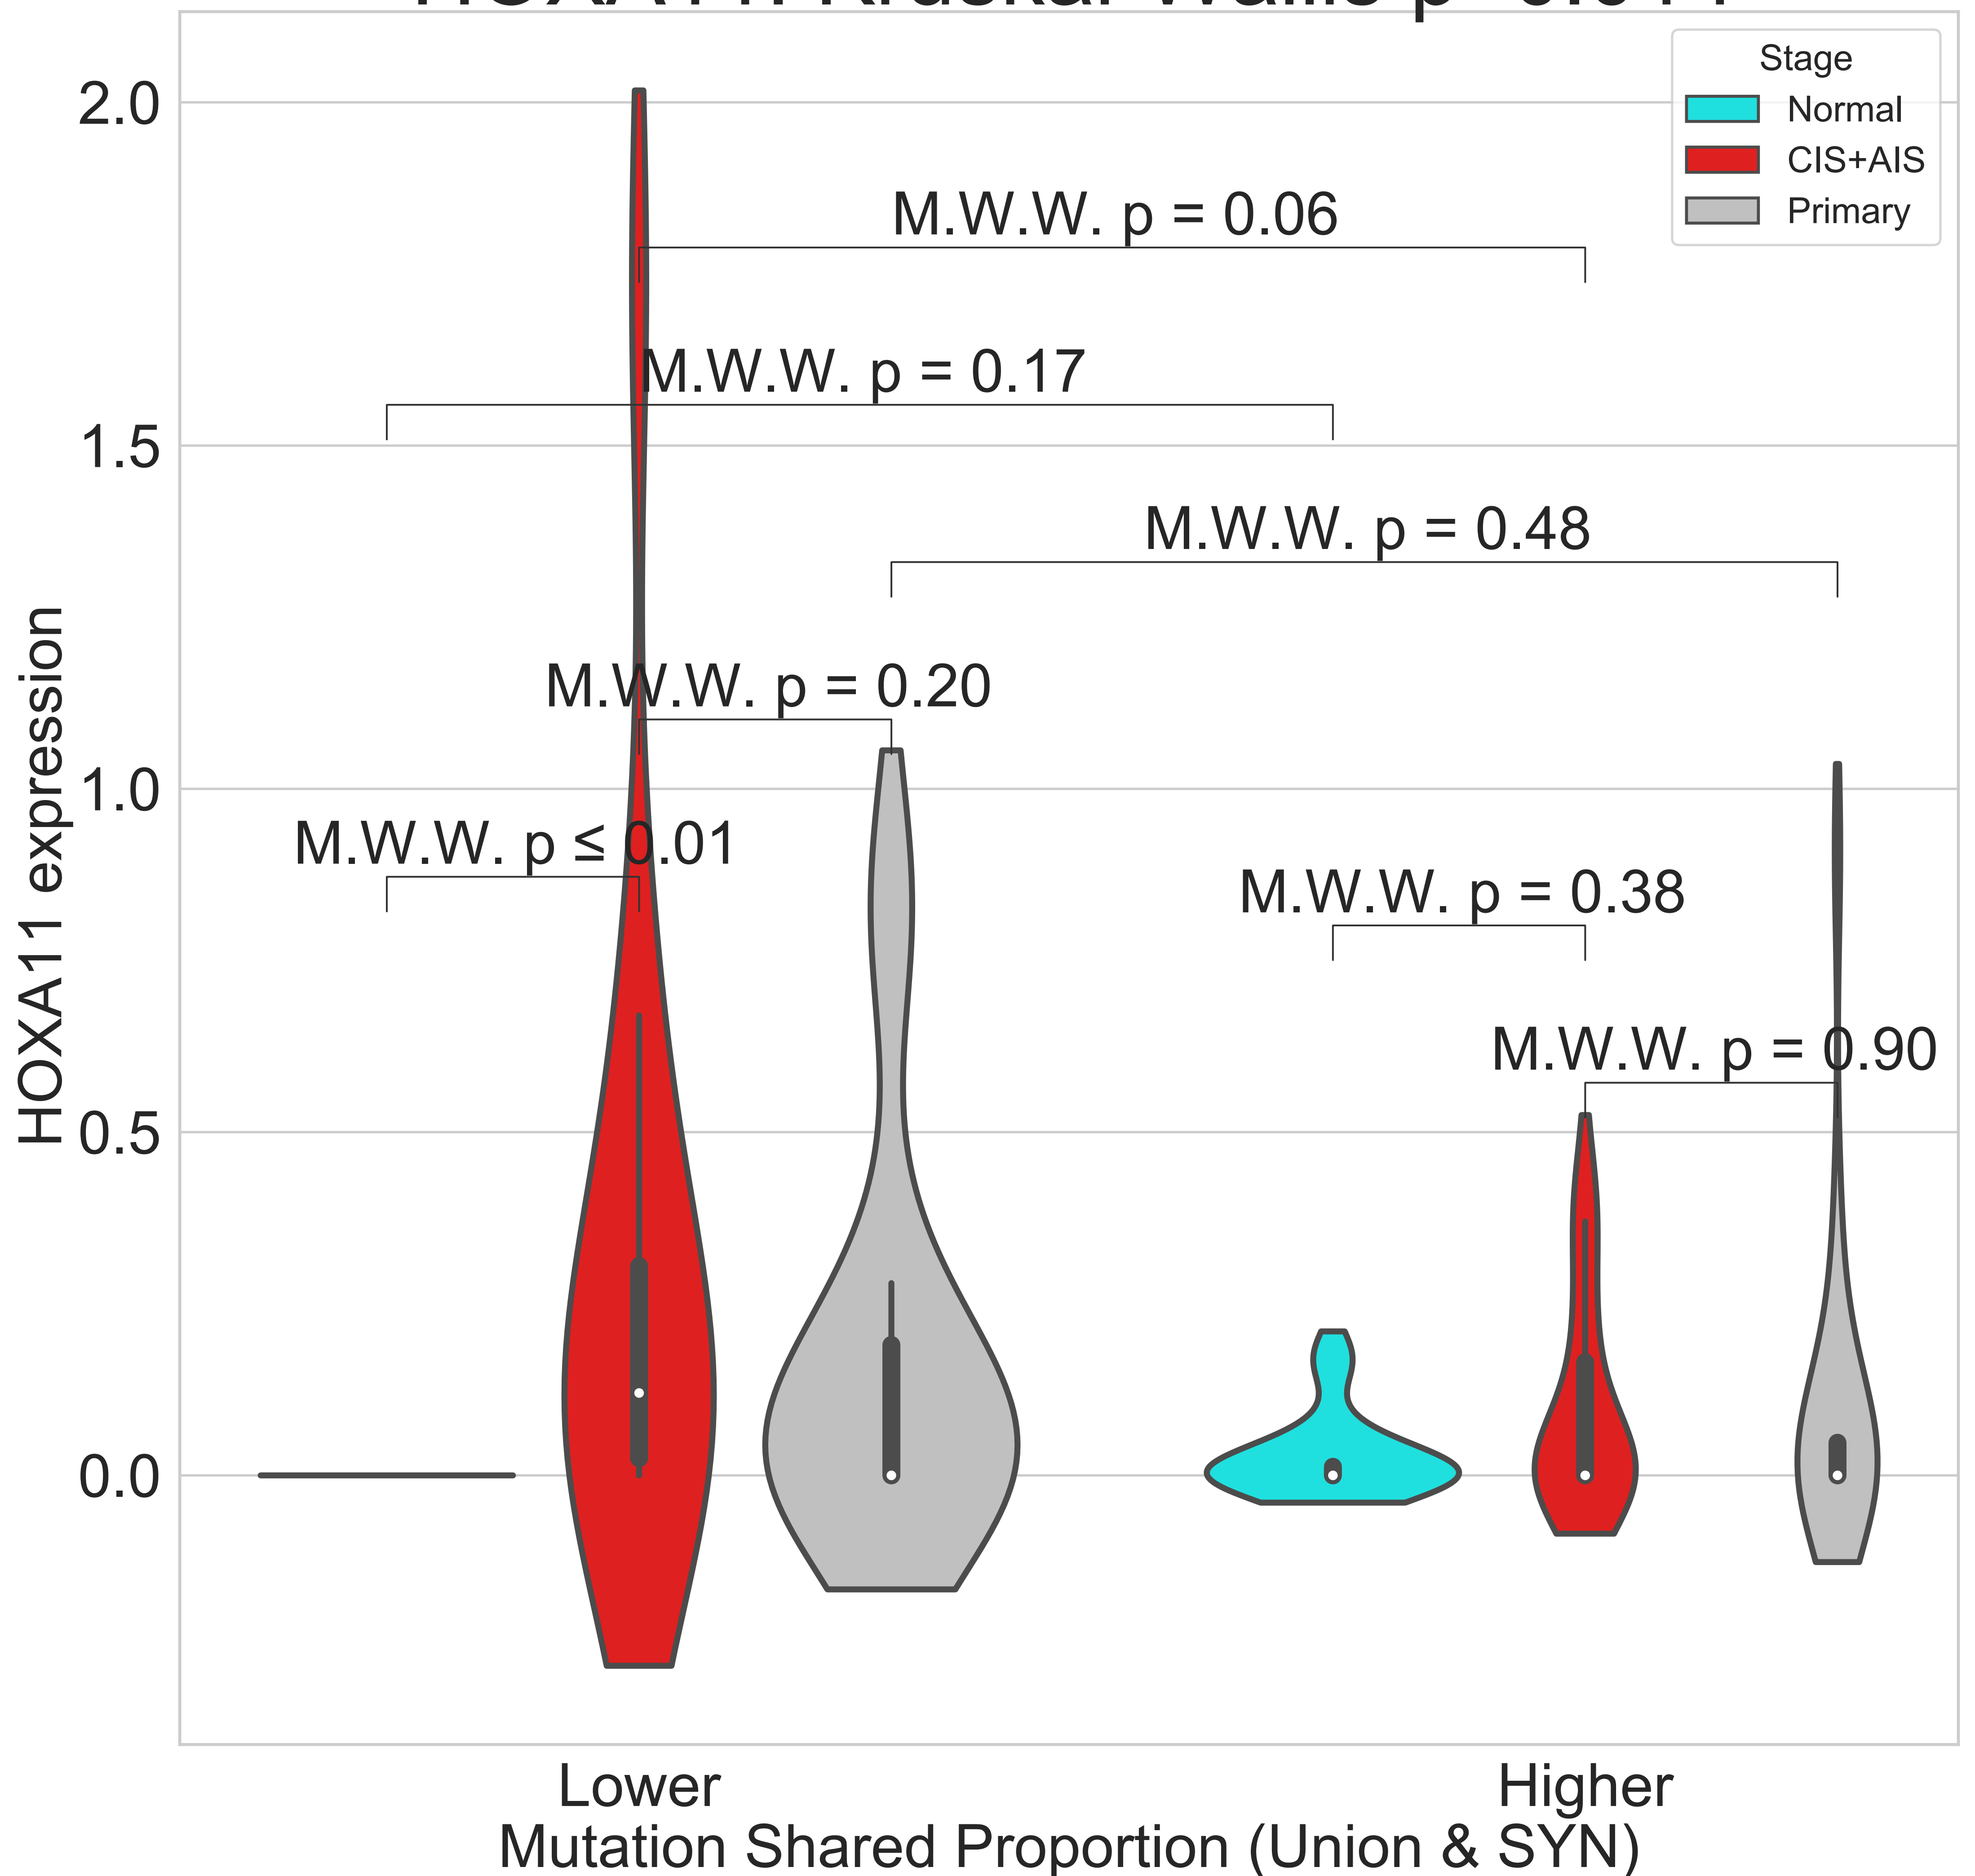 Stage
Normal
CIS+AIS
Primary
2.0
1.5
1.0
0.5
0.0
HOXA11 expression
M.W.W. p = 0.06
M.W.W. p = 0.17
M.W.W. p = 0.48
M.W.W. p = 0.20
M.W.W. p ≤ 0.01
M.W.W. p = 0.38
M.W.W. p = 0.90
Lower
Higher
Mutation Shared Proportion (Union & SYN)